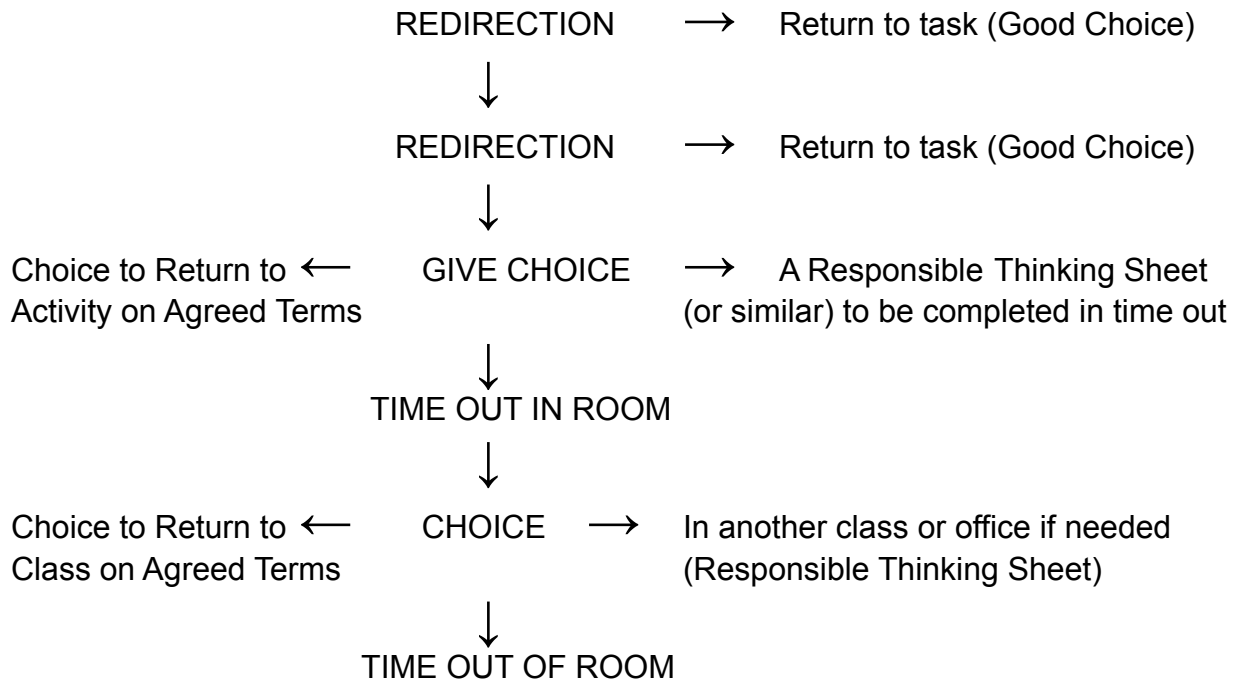 REDIRECTION → Return to task (Good Choice)
↓
REDIRECTION → Return to task (Good Choice)
↓
Choice to Return to ← GIVE CHOICE → A Responsible Thinking Sheet
Activity on Agreed Terms (or similar) to be completed in time out
↓
TIME OUT IN ROOM
↓
Choice to Return to ← CHOICE → In another class or office if needed
Class on Agreed Terms (Responsible Thinking Sheet)
↓
TIME OUT OF ROOM